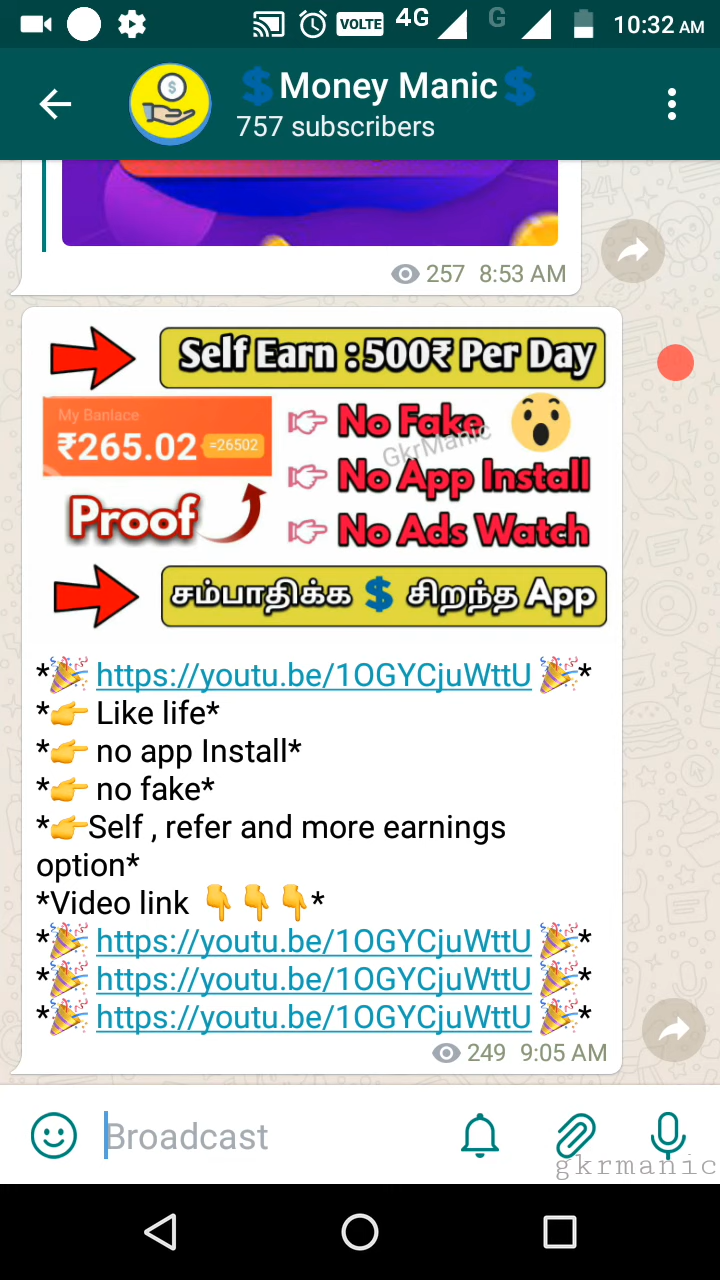 VOLTE 4G G 10:32 AM
💲Money Manic💲
757 subscribers
257 8:53 AM
Self Earn : 500₹ Per Day
My Banlace
₹265.02 =26502
No Fake
GkrManic
No App Install
Proof
No Ads Watch
சம்பாதிக்க 💲 சிறந்த App
*🎉 https://youtu.be/1OGYCjuWttU 🎉*
*👉 Like life*
*👉 no app Install*
*👉 no fake*
*👉Self , refer and more earnings
option*
*Video link 👇👇👇*
*🎉 https://youtu.be/1OGYCjuWttU 🎉*
*🎉 https://youtu.be/1OGYCjuWttU 🎉*
*🎉 https://youtu.be/1OGYCjuWttU 🎉*
249 9:05 AM
Broadcast
gkrmanic